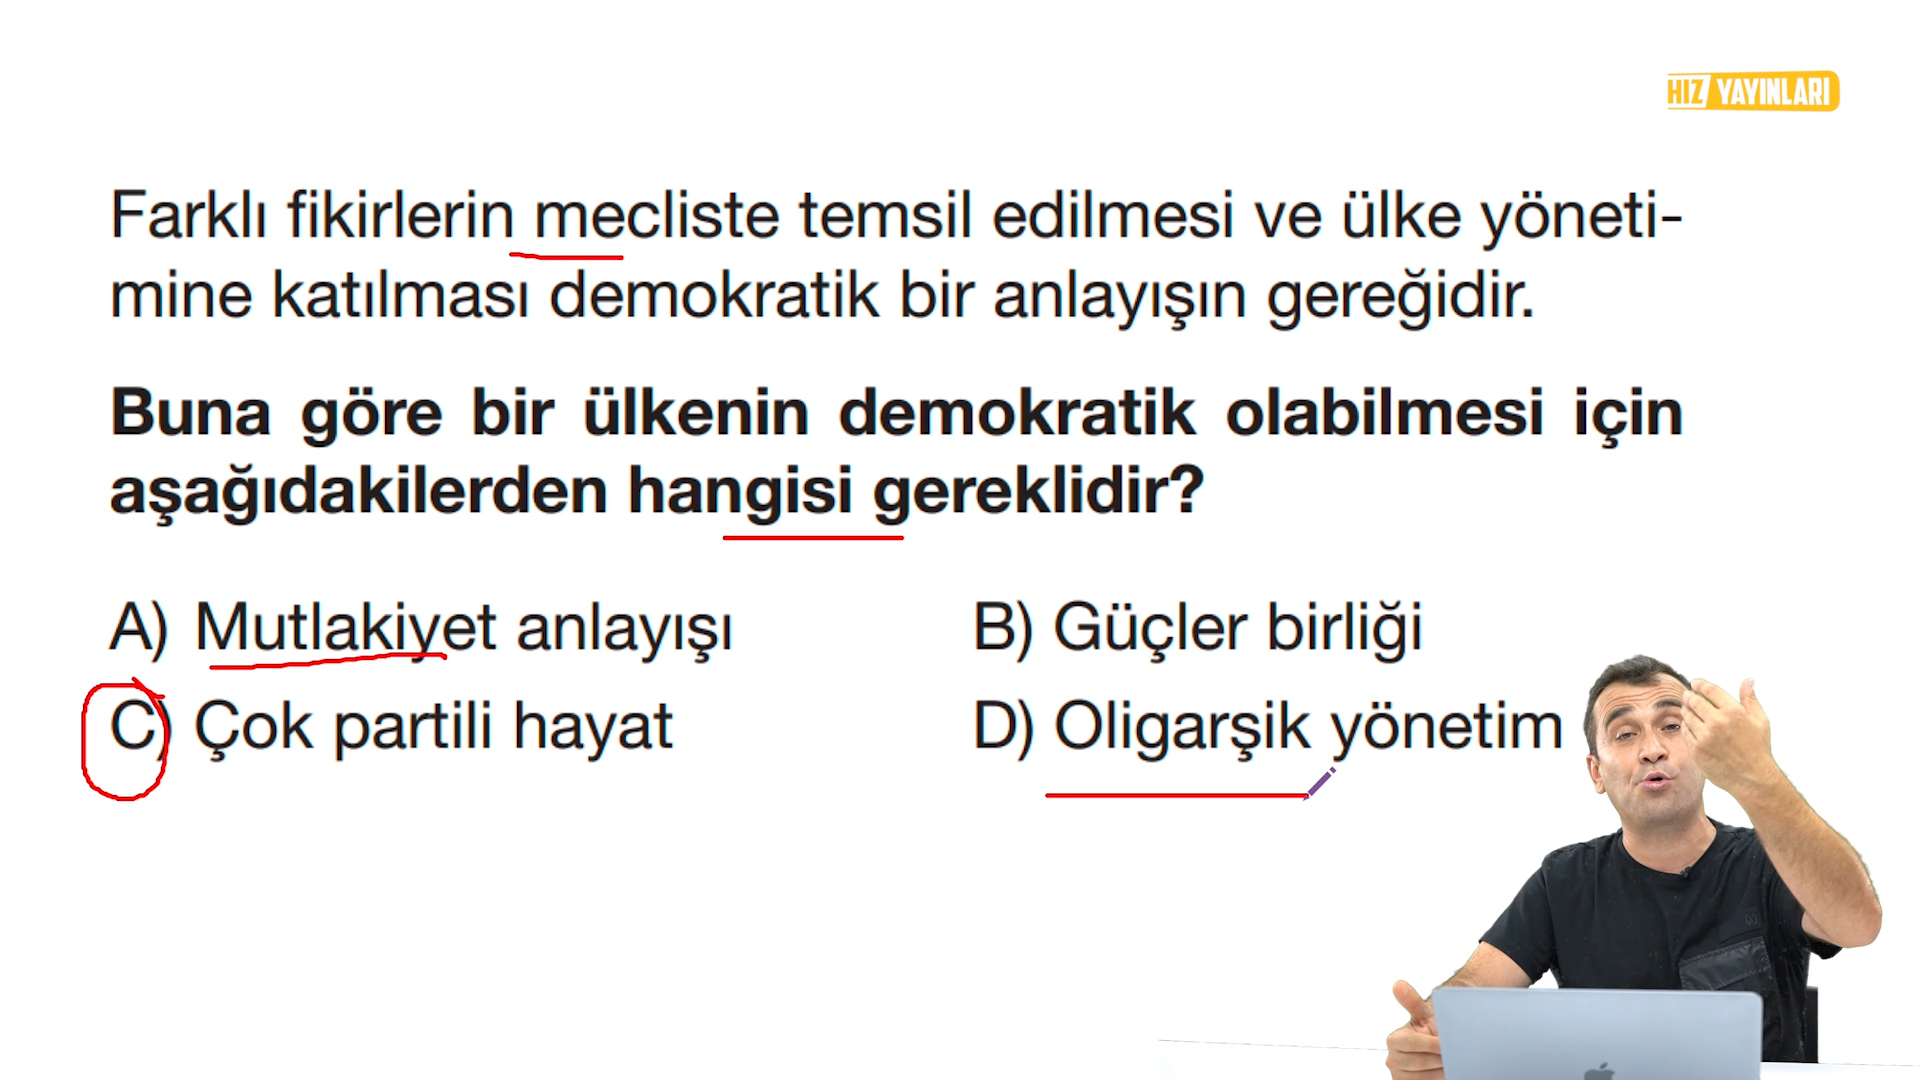 HIZ YAYINLARI
Farklı fikirlerin mecliste temsil edilmesi ve ülke yöneti-
mine katılması demokratik bir anlayışın gereğidir.
Buna göre bir ülkenin demokratik olabilmesi için
aşağıdakilerden hangisi gereklidir?
A) Mutlakiyet anlayışı
B) Güçler birliği
C) Çok partili hayat
D) Oligarşik yönetim